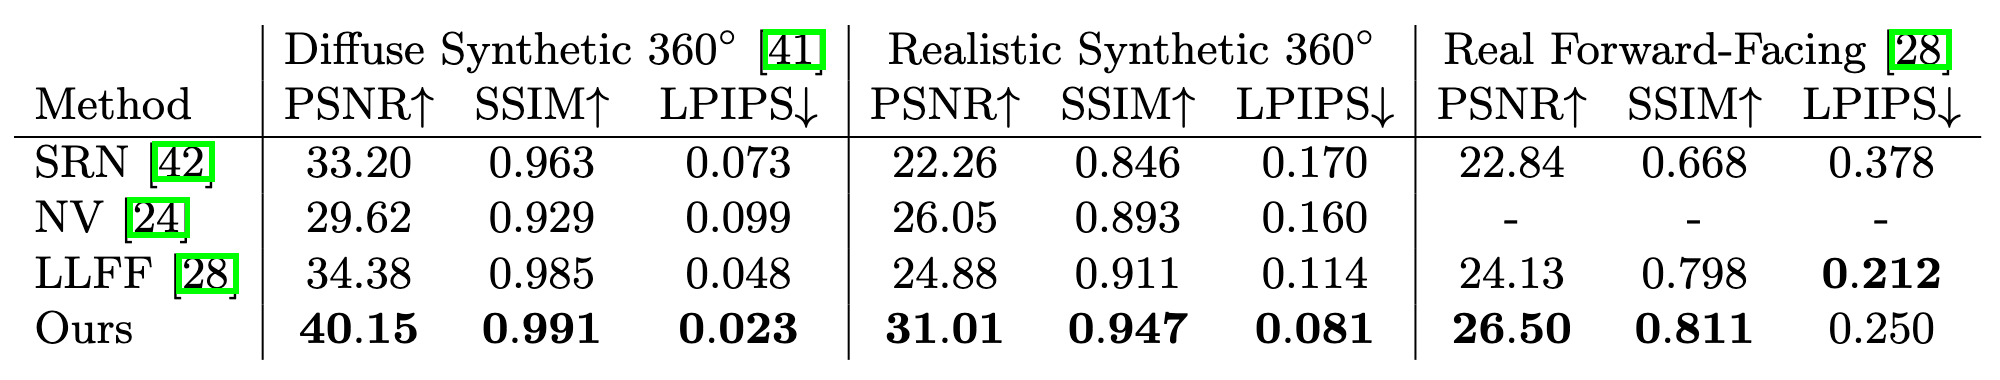 Diffuse Synthetic 360° [41] Realistic Synthetic 360° Real Forward-Facing [28]
Method PSNR↑ SSIM↑ LPIPS↓ PSNR↑ SSIM↑ LPIPS↓ PSNR↑ SSIM↑ LPIPS↓
SRN [42] 33.20 0.963 0.073 22.26 0.846 0.170 22.84 0.668 0.378
NV [24] 29.62 0.929 0.099 26.05 0.893 0.160 - - -
LLFF [28] 34.38 0.985 0.048 24.88 0.911 0.114 24.13 0.798 0.212
Ours 40.15 0.991 0.023 31.01 0.947 0.081 26.50 0.811 0.250